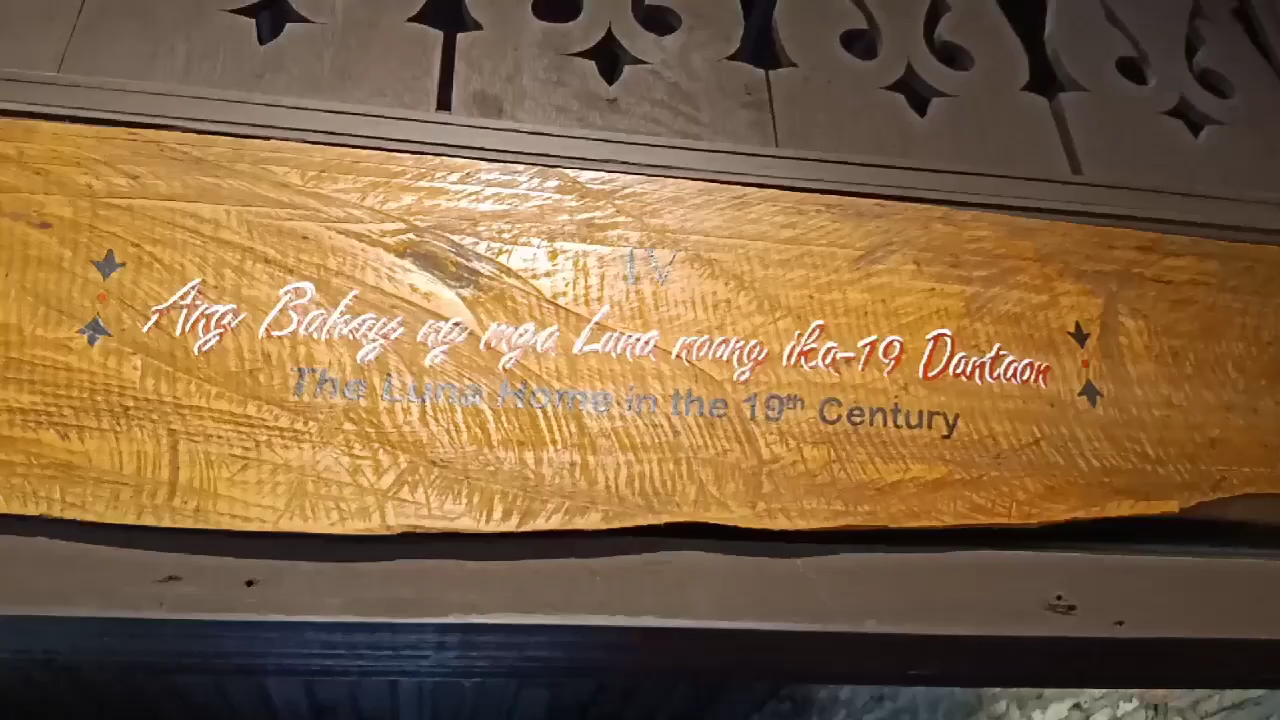 IV
Ang Bahay ng mga Luna noong ika-19 Dantaon
The Luna Home in the 19th Century